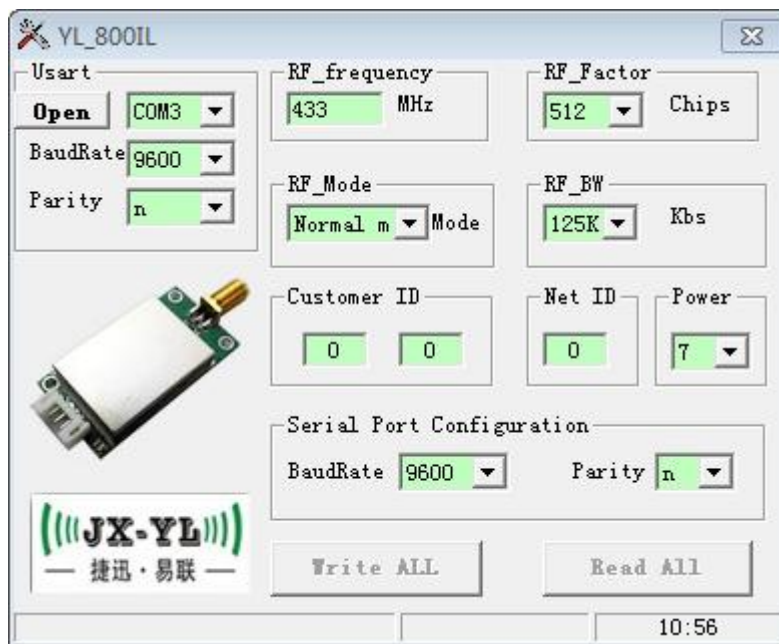 YL_800IL
Usart
Open COM3
BaudRate 9600
Parity n
RF_frequency
433 MHz
RF_Factor
512 Chips
RF_Mode
Normal m Mode
RF_BW
125K Kbs
Customer ID
0 0
Net ID
0
Power
7
Serial Port Configuration
BaudRate 9600 Parity n
JX-YL
捷迅·易联
Write ALL Read All
10:56